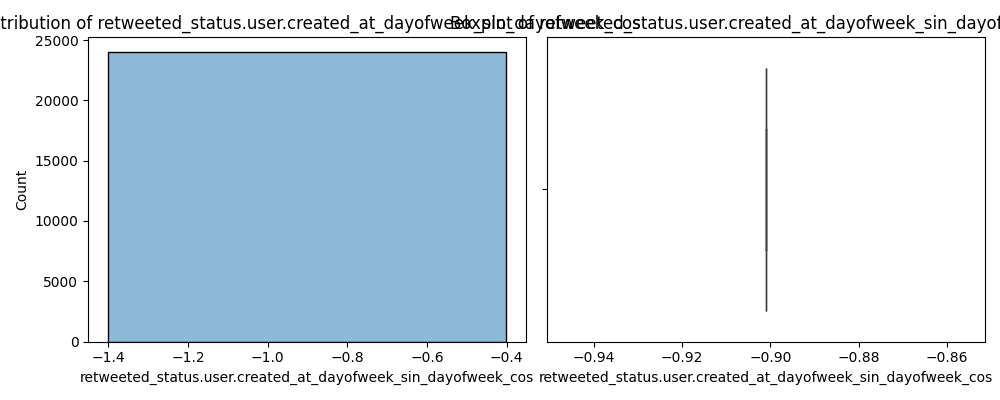 tribution of retweeted_status.user.created_at_dayofweek_sin_dayofweek_cos
Boxplot of retweeted_status.user.created_at_dayofweek_sin_dayof
Count
25000
20000
15000
10000
5000
0
−1.4 −1.2 −1.0 −0.8 −0.6 −0.4
retweeted_status.user.created_at_dayofweek_sin_dayofweek_cos
−0.94 −0.92 −0.90 −0.88 −0.86
retweeted_status.user.created_at_dayofweek_sin_dayofweek_cos